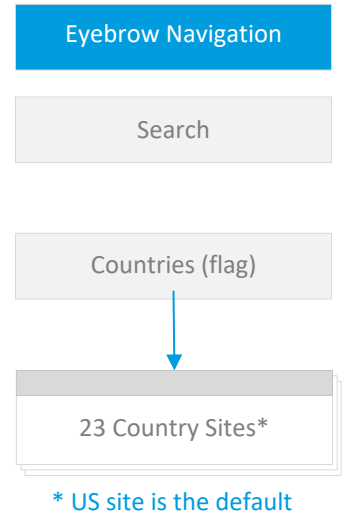 Eyebrow Navigation
Search
Countries (flag)
23 Country Sites*
* US site is the default